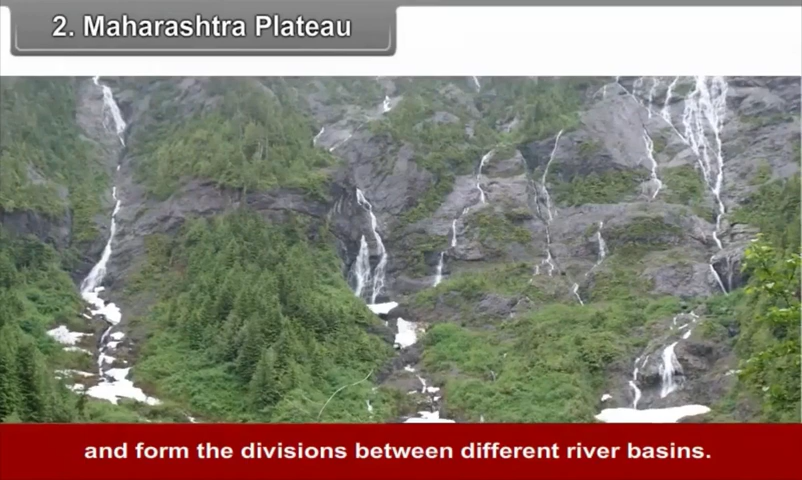 2. Maharashtra Plateau
and form the divisions between different river basins.